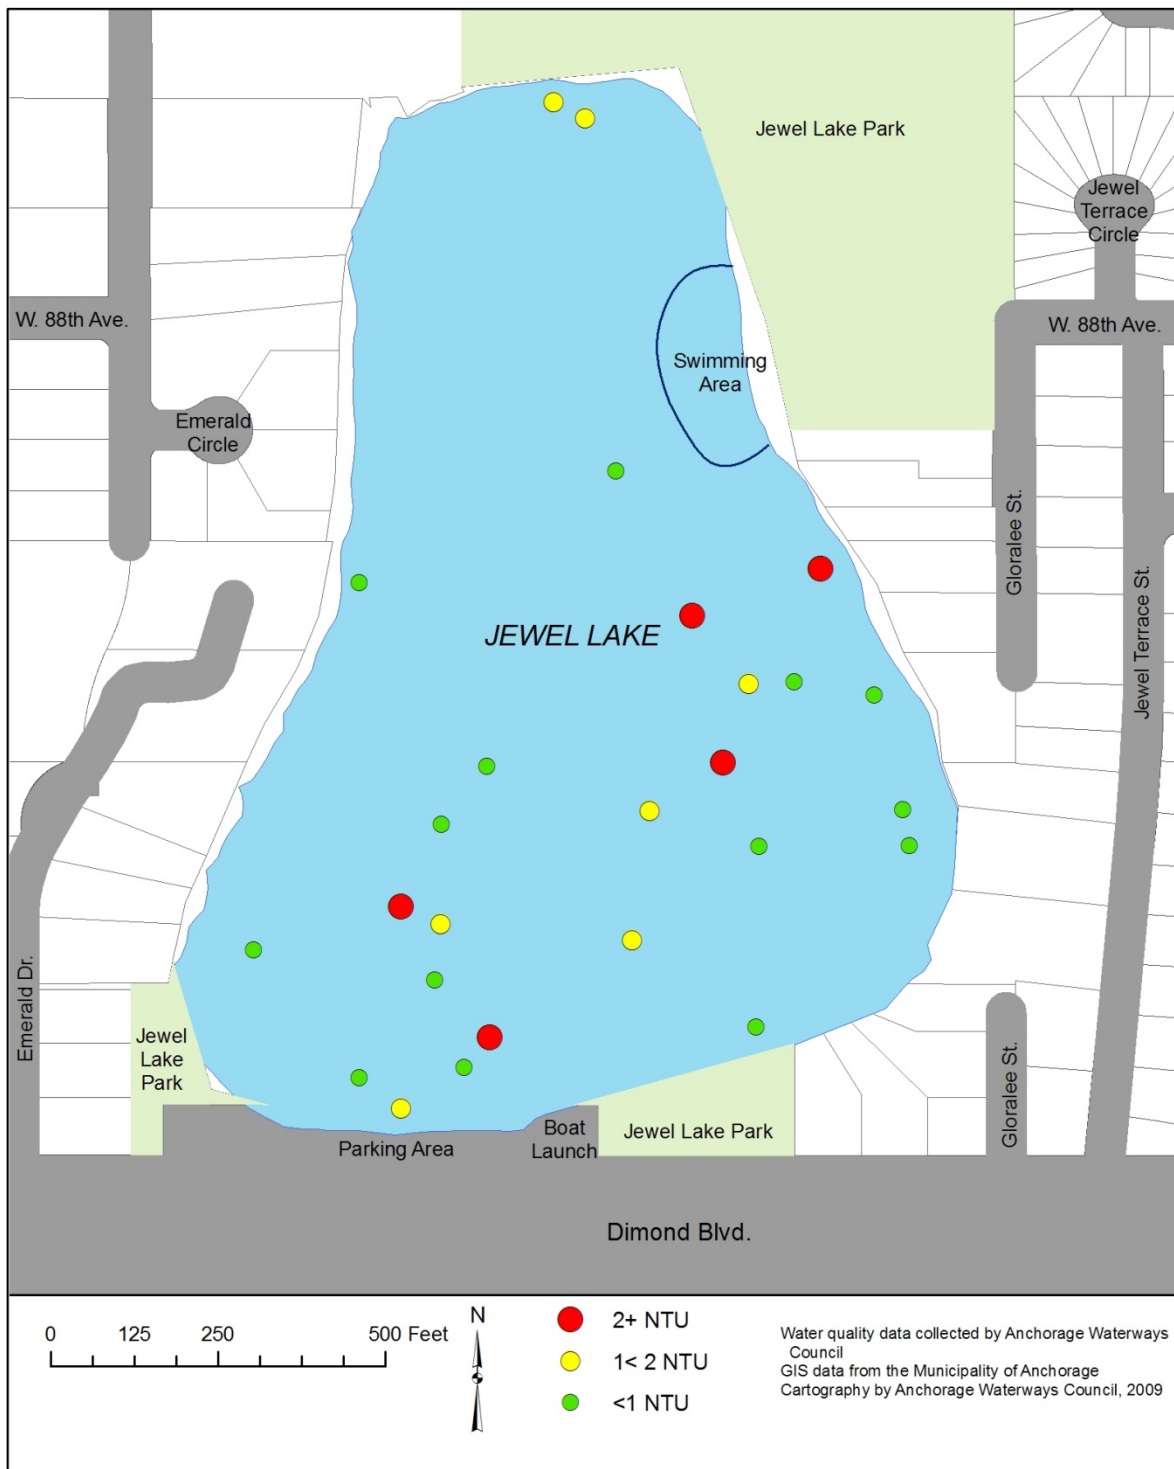 Jewel Lake Park
Jewel
Terrace
Circle
W. 88th Ave.
W. 88th Ave.
Swimming
Area
Emerald
Circle
Gloralee St.
Jewel Terrace St.
JEWEL LAKE
Emerald Dr.
Jewel
Lake
Park
Gloralee St.
Parking Area
Boat
Launch
Jewel Lake Park
Dimond Blvd.
0 125 250 500 Feet
N
2+ NTU
1< 2 NTU
<1 NTU
Water quality data collected by Anchorage Waterways
Council
GIS data from the Municipality of Anchorage
Cartography by Anchorage Waterways Council, 2009